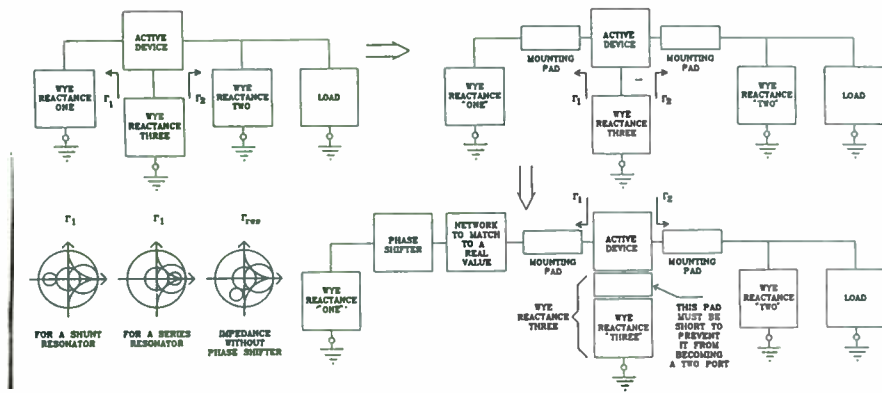 ACTIVE
DEVICE
WYE
REACTANCE
ONE
Γ1
Γ2
WYE
REACTANCE
TWO
LOAD
WYE
REACTANCE
THREE
ACTIVE
DEVICE
MOUNTING
PAD
MOUNTING
PAD
WYE
REACTANCE
"ONE"
Γ1
Γ2
WYE
REACTANCE
THREE
WYE
REACTANCE
"TWO"
LOAD
Γ1
Γ1
Γres
FOR A SHUNT
RESONATOR
FOR A SERIES
RESONATOR
IMPEDANCE
WITHOUT
PHASE SHIFTER
PHASE
SHIFTER
NETWORK
TO MATCH
TO A
REAL
VALUE
Γ1
Γ2
ACTIVE
DEVICE
MOUNTING
PAD
MOUNTING
PAD
WYE
REACTANCE
"ONE"
WYE
REACTANCE
THREE
WYE
REACTANCE
"THREE"
THIS PAD
MUST BE
SHORT TO
PREVENT
IT FROM
BECOMING
A TWO PORT
WYE
REACTANCE
"TWO"
LOAD